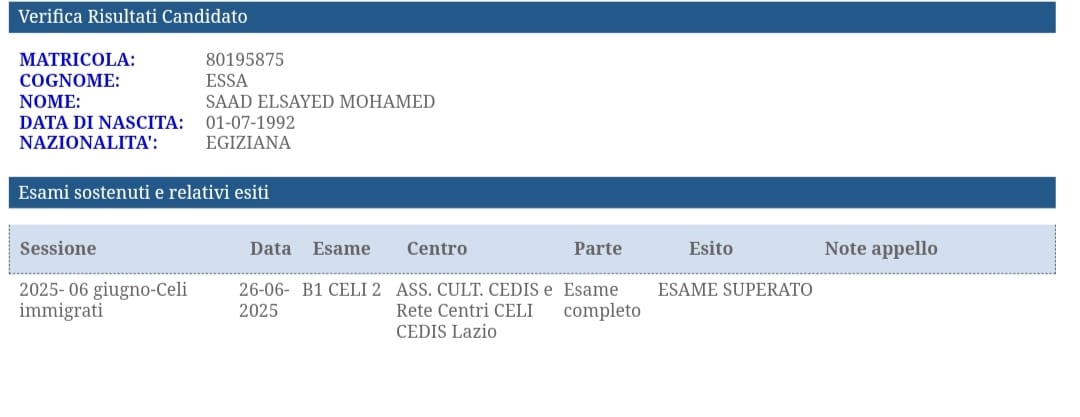 Verifica Risultati Candidato
MATRICOLA: 80195875
COGNOME: ESSA
NOME: SAAD ELSAYED MOHAMED
DATA DI NASCITA: 01-07-1992
NAZIONALITA': EGIZIANA
Esami sostenuti e relativi esiti
Sessione Data Esame Centro Parte Esito Note appello
2025- 06 giugno-Celi 26-06- B1 CELI 2 ASS. CULT. CEDIS e Esame ESAME SUPERATO
immigrati 2025 Rete Centri CELI completo
CEDIS Lazio